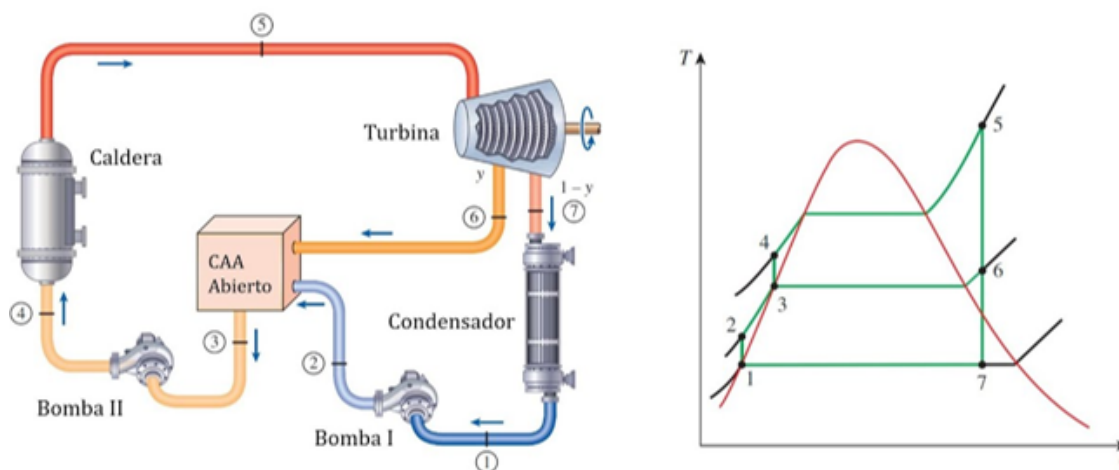 5
Turbina
Caldera
y
1 – y
6
7
CAA
Abierto
4
3
Condensador
2
Bomba II
Bomba I
1
T
5
4
6
3
2
1
7